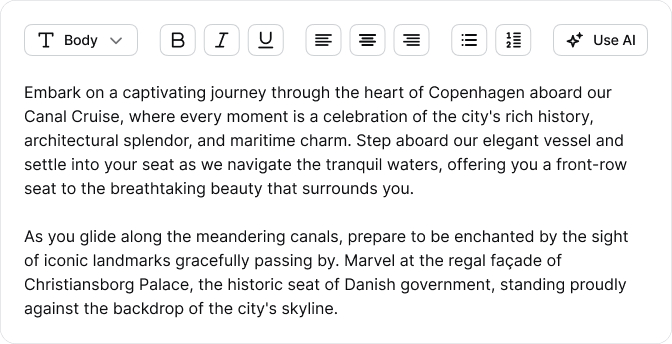 Body
Use AI
Embark on a captivating journey through the heart of Copenhagen aboard our
Canal Cruise, where every moment is a celebration of the city's rich history,
architectural splendor, and maritime charm. Step aboard our elegant vessel and
settle into your seat as we navigate the tranquil waters, offering you a front-row
seat to the breathtaking beauty that surrounds you.
As you glide along the meandering canals, prepare to be enchanted by the sight
of iconic landmarks gracefully passing by. Marvel at the regal façade of
Christiansborg Palace, the historic seat of Danish government, standing proudly
against the backdrop of the city's skyline.